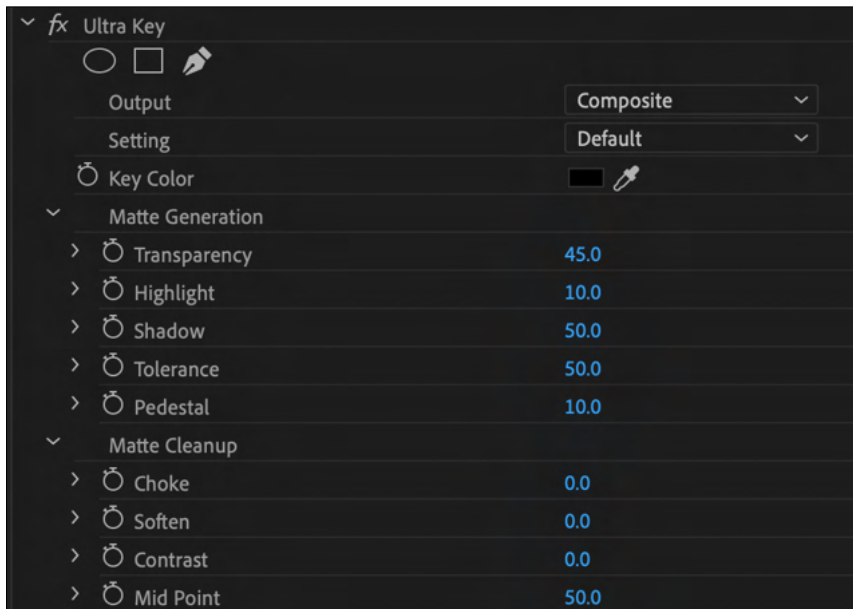 fx Ultra Key
Output Composite
Setting Default
Key Color
Matte Generation
Transparency 45.0
Highlight 10.0
Shadow 50.0
Tolerance 50.0
Pedestal 10.0
Matte Cleanup
Choke 0.0
Soften 0.0
Contrast 0.0
Mid Point 50.0